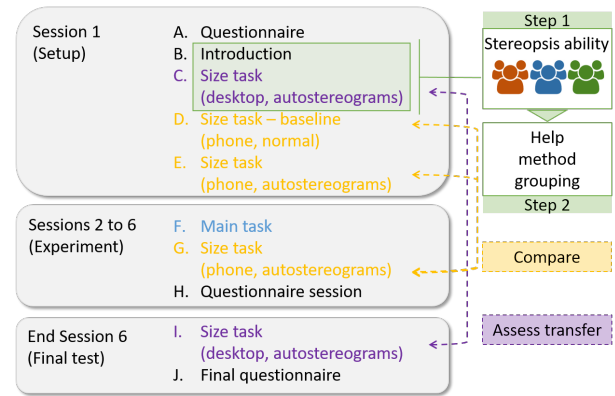 Session 1
(Setup)
A. Questionnaire
B. Introduction
C. Size task
(desktop, autostereograms)
D. Size task – baseline
(phone, normal)
E. Size task
(phone, autostereograms)
Step 1
Stereopsis ability
Help
method
grouping
Step 2
Sessions 2 to 6
(Experiment)
F. Main task
G. Size task
(phone, autostereograms)
H. Questionnaire session
Compare
End Session 6
(Final test)
I. Size task
(desktop, autostereograms)
J. Final questionnaire
Assess transfer